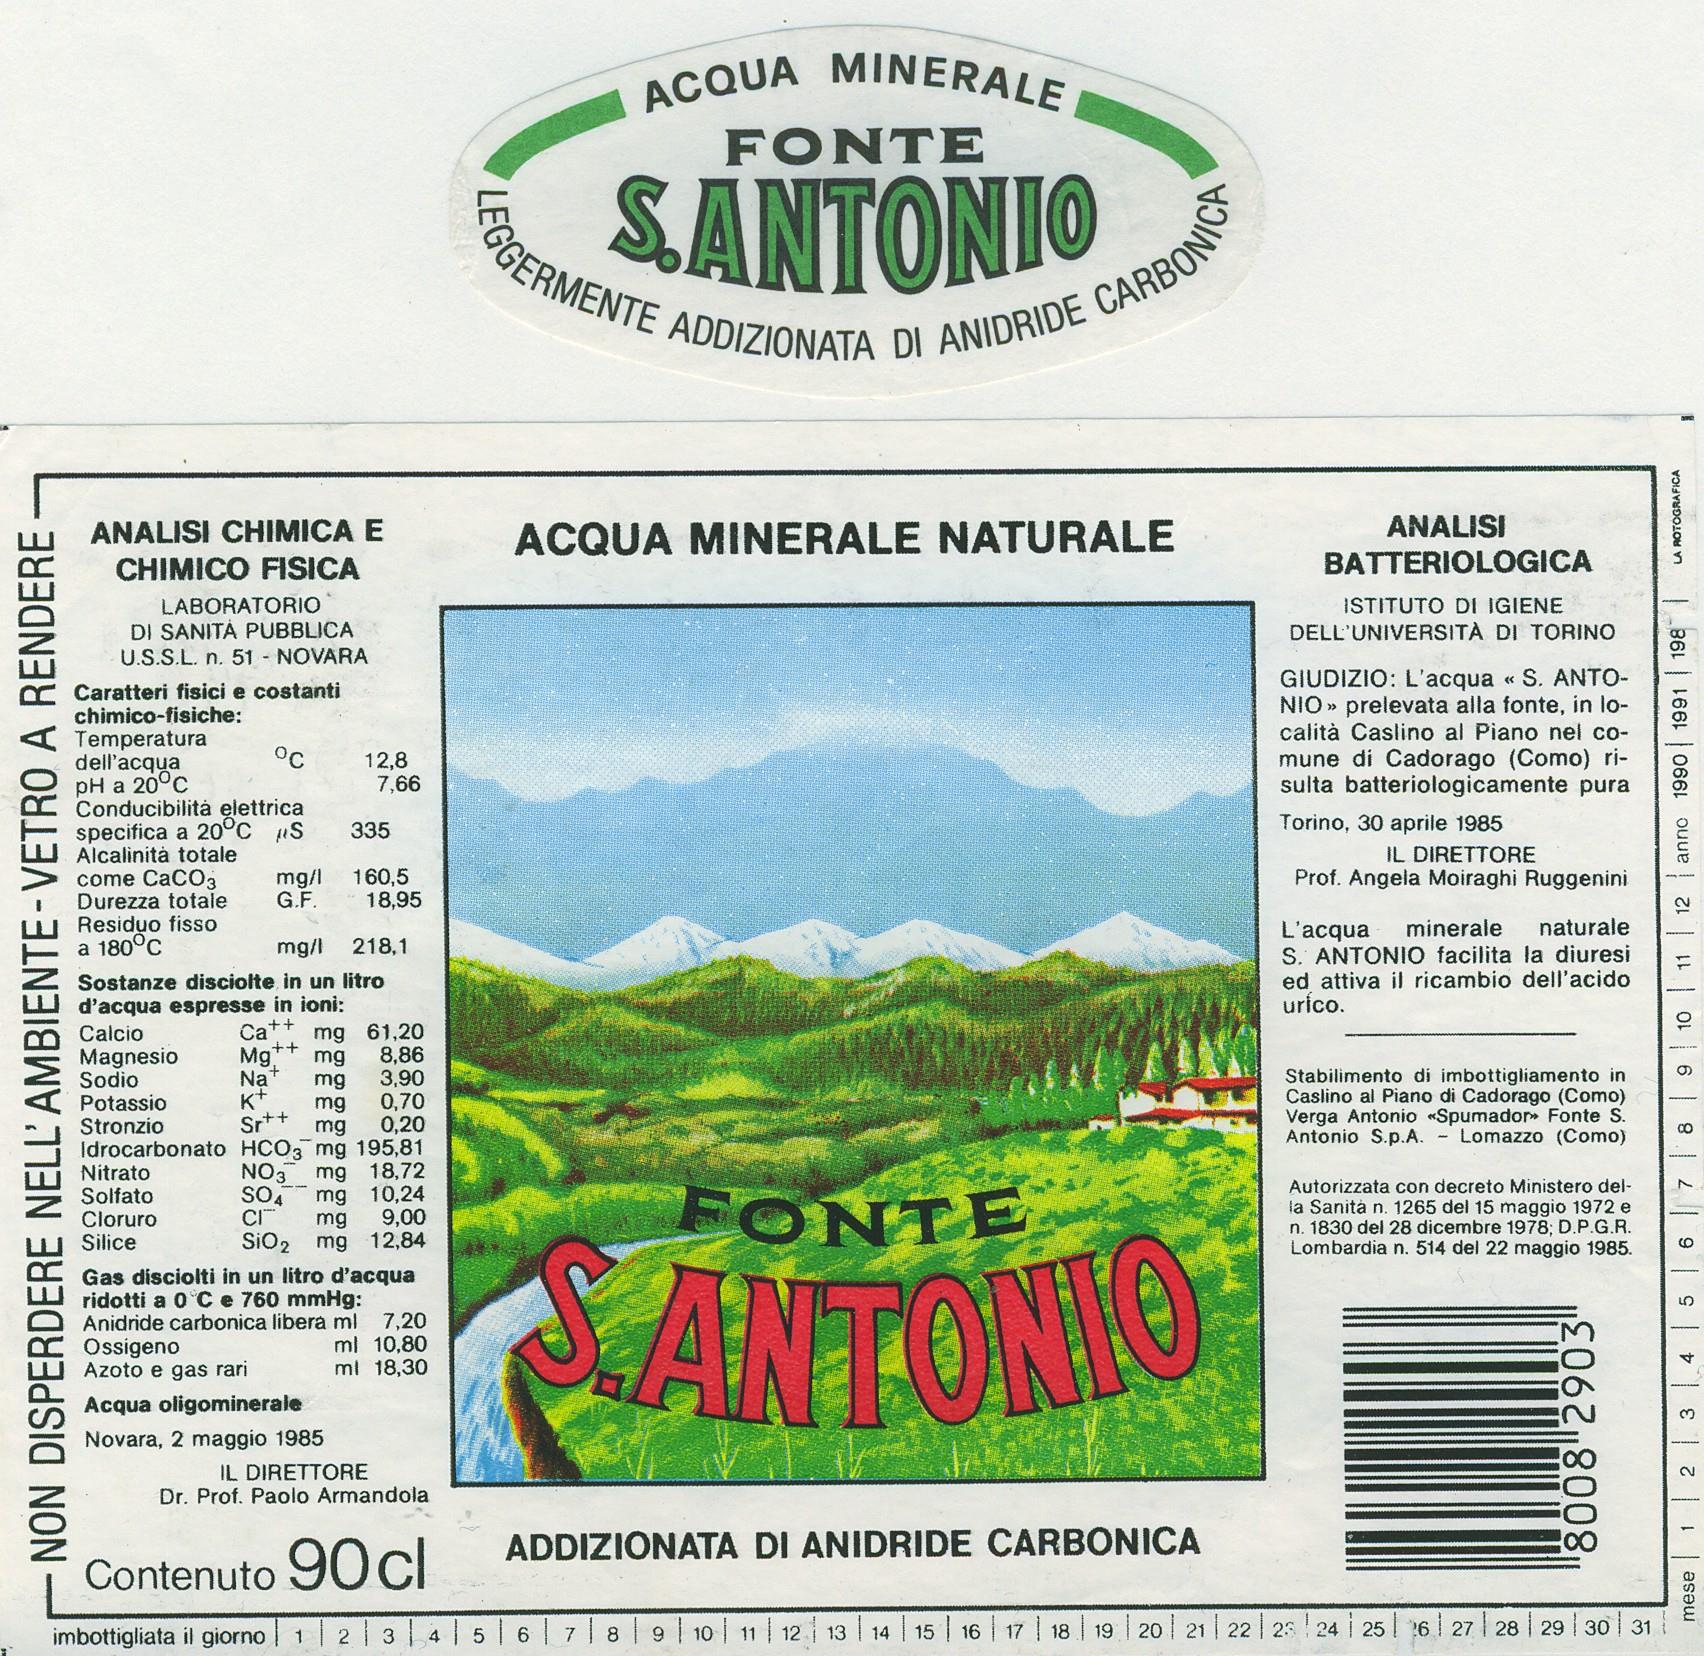 ACQUA MINERALE
FONTE
S.ANTONIO
LEGGERMENTE ADDIZIONATA DI ANIDRIDE CARBONICA
NON DISPERDERE NELL'AMBIENTE - VETRO A RENDERE
ANALISI CHIMICA E
CHIMICO FISICA
LABORATORIO
DI SANITÀ PUBBLICA
U.S.S.L. n. 51 - NOVARA
Caratteri fisici e costanti
chimico-fisiche:
Temperatura
dell'acqua °C 12,8
pH a 20°C 7,66
Conducibilità elettrica
specifica a 20°C µS 335
Alcalinità totale
come CaCO₃ mg/l 160,5
Durezza totale G.F. 18,95
Residuo fisso
a 180°C mg/l 218,1
Sostanze disciolte in un litro
d'acqua espresse in ioni:
Calcio Ca⁺⁺ mg 61,20
Magnesio Mg⁺⁺ mg 8,86
Sodio Na⁺ mg 3,90
Potassio K⁺ mg 0,70
Stronzio Sr⁺⁺ mg 0,20
Idrocarbonato HCO₃⁻ mg 195,81
Nitrato NO₃⁻ mg 18,72
Solfato SO₄⁻⁻ mg 10,24
Cloruro Cl⁻ mg 9,00
Silice SiO₂ mg 12,84
Gas disciolti in un litro d'acqua
ridotti a 0°C e 760 mmHg:
Anidride carbonica libera ml 7,20
Ossigeno ml 10,80
Azoto e gas rari ml 18,30
Acqua oligominerale
Novara, 2 maggio 1985
IL DIRETTORE
Dr. Prof. Paolo Armandola
Contenuto 90 cl
ACQUA MINERALE NATURALE
FONTE
S.ANTONIO
ADDIZIONATA DI ANIDRIDE CARBONICA
ANALISI
BATTERIOLOGICA
ISTITUTO DI IGIENE
DELL'UNIVERSITÀ DI TORINO
GIUDIZIO: L'acqua « S. ANTO-
NIO » prelevata alla fonte, in lo-
calità Caslino al Piano nel co-
mune di Cadorago (Como) ri-
sulta batteriologicamente pura
Torino, 30 aprile 1985
IL DIRETTORE
Prof. Angela Moiraghi Ruggenini
L'acqua minerale naturale
S. ANTONIO facilita la diuresi
ed attiva il ricambio dell'acido
urico.
Stabilimento di imbottigliamento in
Caslino al Piano di Cadorago (Como)
Verga Antonio «Spumador» Fonte S.
Antonio S.p.A. - Lomazzo (Como)
Autorizzata con decreto Ministero del-
la Sanità n. 1265 del 15 maggio 1972 e
n. 1830 del 28 dicembre 1978; D.P.G.R.
Lombardia n. 514 del 22 maggio 1985.
80082903
LA ROTOGRAFICA
mese | 1 | 2 | 3 | 4 | 5 | 6 | 7 | 8 | 9 | 10 | 11 | 12 | anno 1990 | 1991 | 198 |
imbottigliata il giorno | 1 | 2 | 3 | 4 | 5 | 6 | 7 | 8 | 9 | 10 | 11 | 12 | 13 | 14 | 15 | 16 | 17 | 18 | 19 | 20 | 21 | 22 | 23 | 24 | 25 | 26 | 27 | 28 | 29 | 30 | 31 |